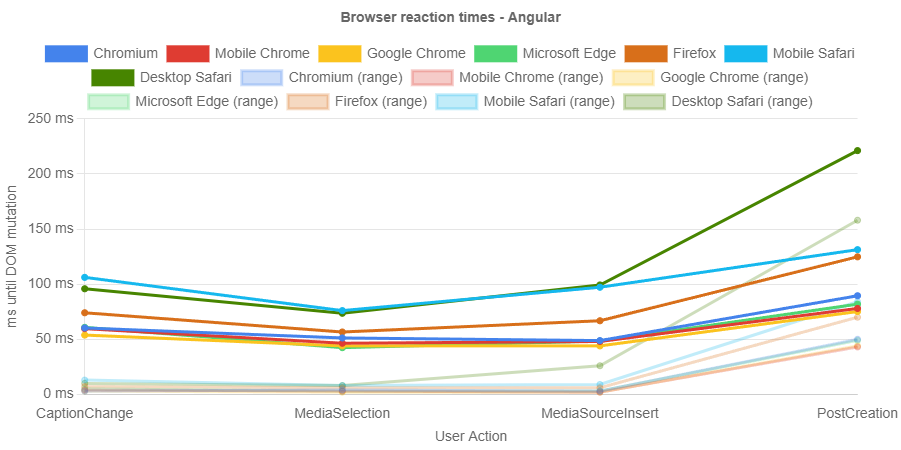 Browser reaction times - Angular
Chromium Mobile Chrome Google Chrome Microsoft Edge Firefox Mobile Safari
Desktop Safari Chromium (range) Mobile Chrome (range) Google Chrome (range)
Microsoft Edge (range) Firefox (range) Mobile Safari (range) Desktop Safari (range)
250 ms
200 ms
150 ms
100 ms
50 ms
0 ms
ms until DOM mutation
CaptionChange MediaSelection MediaSourceInsert PostCreation
User Action